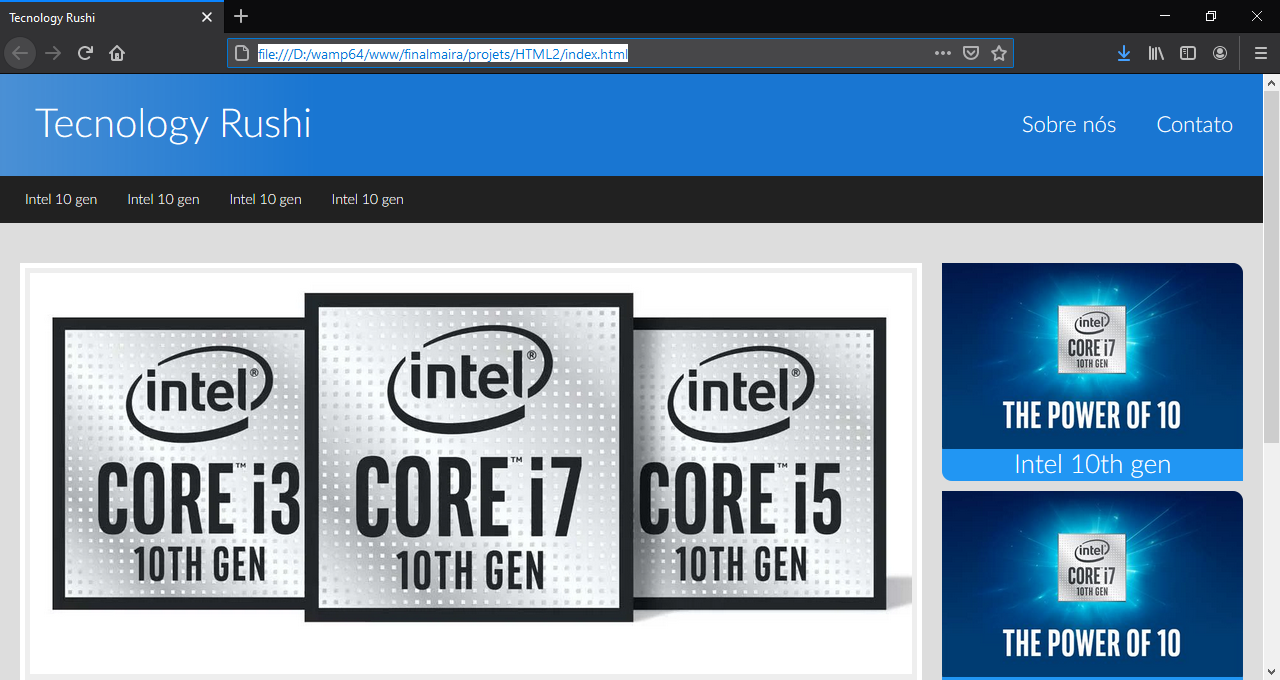 Tecnology Rushi
file:///D:/wamp64/www/finalmaira/projets/HTML2/index.html
Tecnology Rushi
Sobre nós Contato
Intel 10 gen Intel 10 gen Intel 10 gen Intel 10 gen
intel®
CORE™ i3
10TH GEN
intel®
CORE™ i7
10TH GEN
intel®
CORE™ i5
10TH GEN
intel
CORE i7
10TH GEN
THE POWER OF 10
Intel 10th gen
intel
CORE i7
10TH GEN
THE POWER OF 10